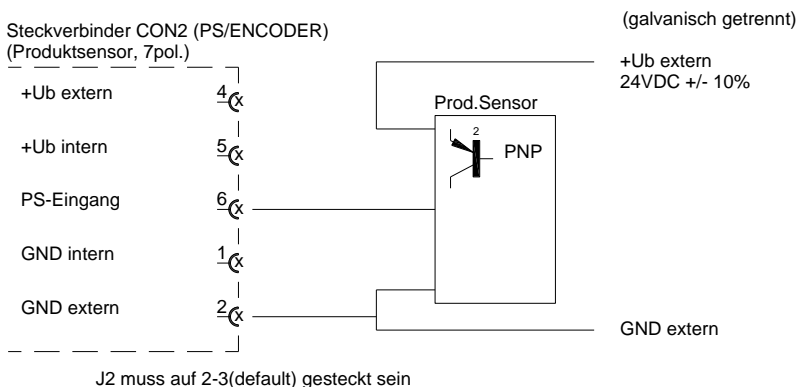 Steckverbinder CON2 (PS/ENCODER)
(Produktsensor, 7pol.)
(galvanisch getrennt)
+Ub extern
24VDC +/- 10%
+Ub extern
4
x
Prod.Sensor
2
PNP
+Ub intern
5
x
PS-Eingang
6
x
GND intern
1
x
GND extern
2
x
GND extern
J2 muss auf 2-3(default) gesteckt sein